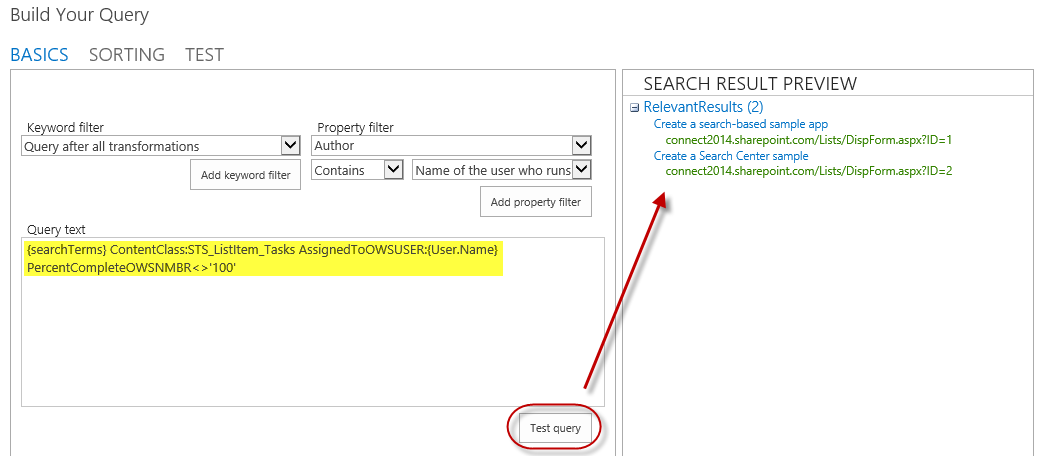 Build Your Query
BASICS SORTING TEST
Keyword filter
Query after all transformations
Add keyword filter
Property filter
Author
Contains
Name of the user who runs
Add property filter
Query text
{searchTerms} ContentClass:STS_ListItem_Tasks AssignedToOWSUSER:{User.Name}
PercentCompleteOWSNMBR<>'100'
Test query
SEARCH RESULT PREVIEW
RelevantResults (2)
Create a search-based sample app
connect2014.sharepoint.com/Lists/DispForm.aspx?ID=1
Create a Search Center sample
connect2014.sharepoint.com/Lists/DispForm.aspx?ID=2